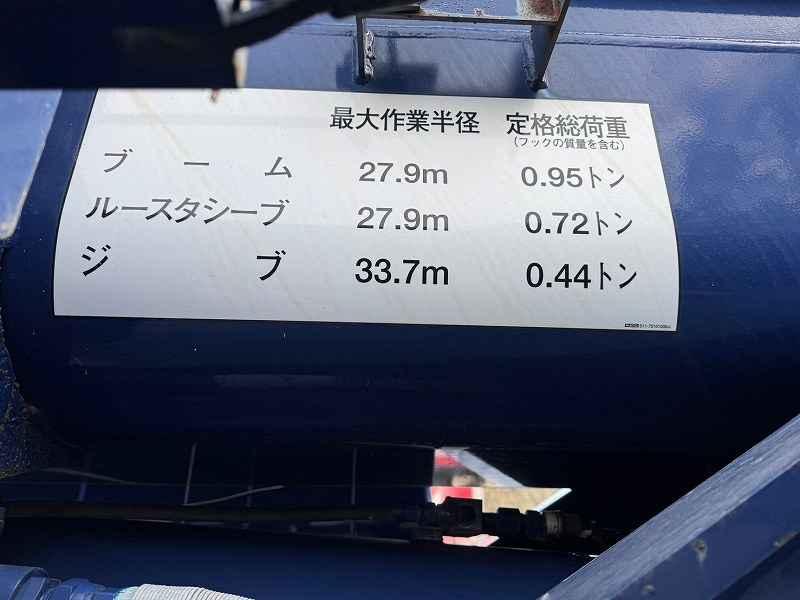 最大作業半径 定格総荷重
(フックの質量を含む)
ブーム 27.9m 0.95トン
ルースタシーブ 27.9m 0.72トン
ジブ 33.7m 0.44トン